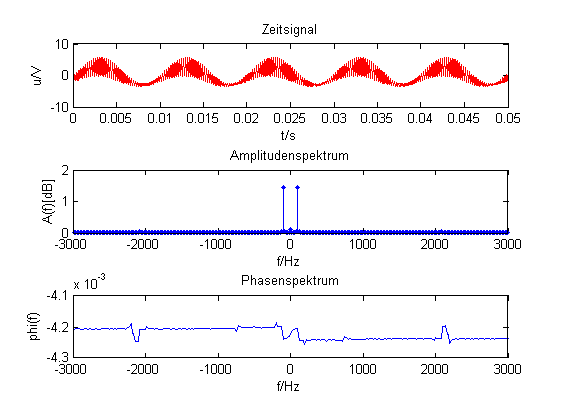 Zeitsignal
10
0
-10
u/V
0 0.005 0.01 0.015 0.02 0.025 0.03 0.035 0.04 0.045 0.05
t/s
Amplitudenspektrum
2
1
0
A(f)[dB]
-3000 -2000 -1000 0 1000 2000 3000
f/Hz
x 10^-3
Phasenspektrum
-4.1
-4.2
-4.3
phi(f)
-3000 -2000 -1000 0 1000 2000 3000
f/Hz